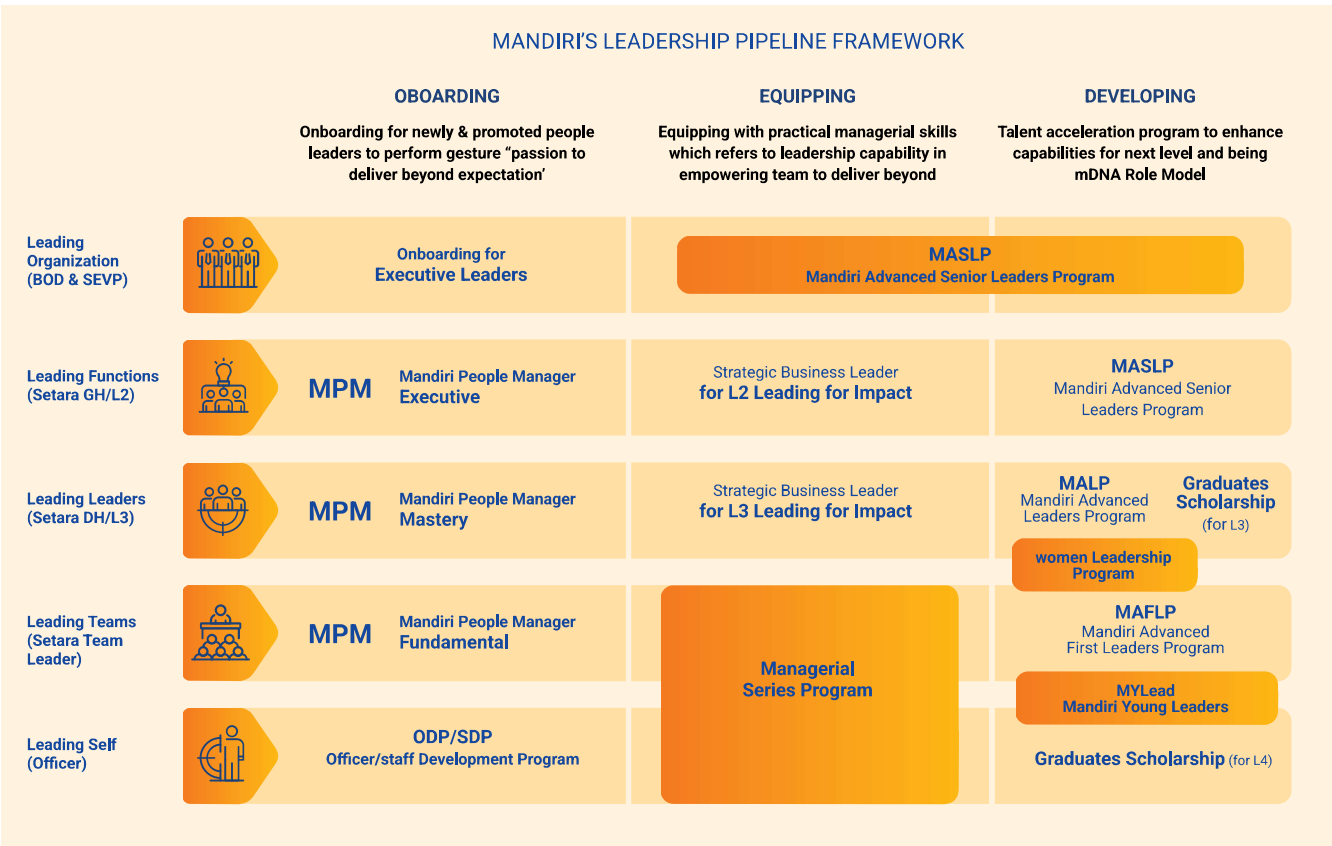 MANDIRI'S LEADERSHIP PIPELINE FRAMEWORK
OBOARDING
Onboarding for newly & promoted people
leaders to perform gesture “passion to
deliver beyond expectation’
EQUIPPING
Equipping with practical managerial skills
which refers to leadership capability in
empowering team to deliver beyond
DEVELOPING
Talent acceleration program to enhance
capabilities for next level and being
mDNA Role Model
Leading
Organization
(BOD & SEVP)
Onboarding for
Executive Leaders
MASLP
Mandiri Advanced Senior Leaders Program
Leading Functions
(Setara GH/L2)
MPM
Mandiri People Manager
Executive
Strategic Business Leader
for L2 Leading for Impact
MASLP
Mandiri Advanced Senior
Leaders Program
Leading Leaders
(Setara DH/L3)
MPM
Mandiri People Manager
Mastery
Strategic Business Leader
for L3 Leading for Impact
MALP
Mandiri Advanced
Leaders Program
Graduates
Scholarship
(for L3)
women Leadership
Program
Leading Teams
(Setara Team
Leader)
MPM
Mandiri People Manager
Fundamental
Managerial
Series Program
MAFLP
Mandiri Advanced
First Leaders Program
MYLead
Mandiri Young Leaders
Leading Self
(Officer)
ODP/SDP
Officer/staff Development Program
Graduates Scholarship (for L4)